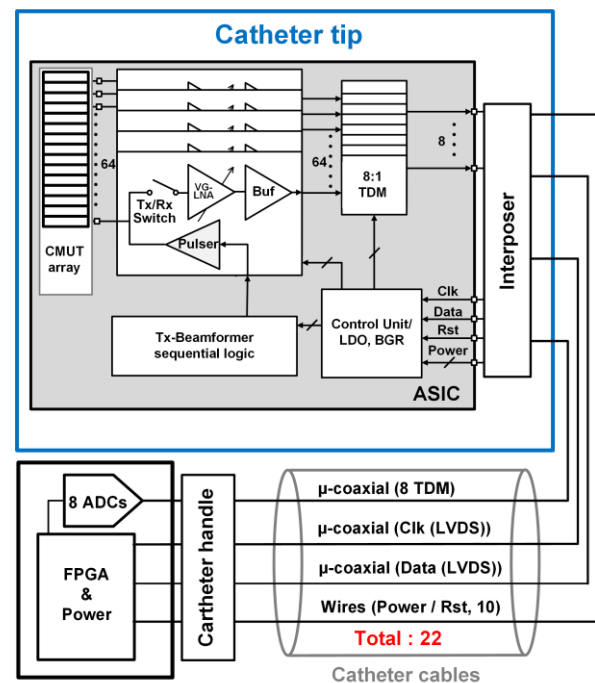 Catheter tip
64
CMUT
array
Tx/Rx
Switch
VG-
LNA
Buf
Pulser
64
8:1
TDM
8
Interposer
Clk
Data
Rst
Power
Tx-Beamformer
sequential logic
Control Unit/
LDO, BGR
ASIC
8 ADCs
FPGA
&
Power
Cartheter handle
μ-coaxial (8 TDM)
μ-coaxial (Clk (LVDS))
μ-coaxial (Data (LVDS))
Wires (Power / Rst, 10)
Total : 22
Catheter cables